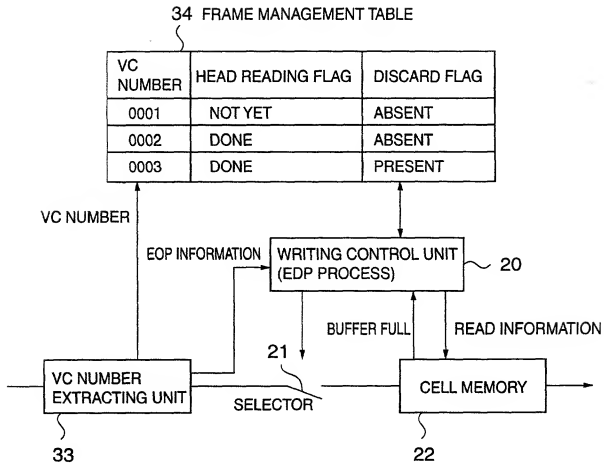 34 FRAME MANAGEMENT TABLE
VC NUMBER HEAD READING FLAG DISCARD FLAG
0001 NOT YET ABSENT
0002 DONE ABSENT
0003 DONE PRESENT
VC NUMBER
EOP INFORMATION
WRITING CONTROL UNIT
(EDP PROCESS)
20
BUFFER FULL
READ INFORMATION
21
SELECTOR
VC NUMBER
EXTRACTING UNIT
33
CELL MEMORY
22